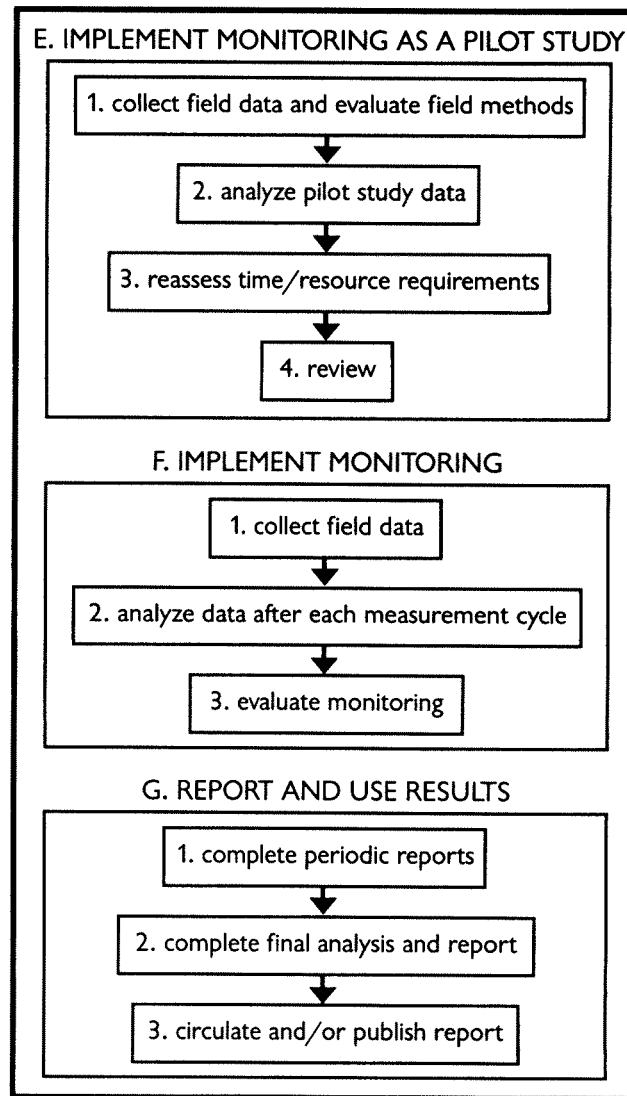 E. IMPLEMENT MONITORING AS A PILOT STUDY
1. collect field data and evaluate field methods
2. analyze pilot study data
3. reassess time/resource requirements
4. review
F. IMPLEMENT MONITORING
1. collect field data
2. analyze data after each measurement cycle
3. evaluate monitoring
G. REPORT AND USE RESULTS
1. complete periodic reports
2. complete final analysis and report
3. circulate and/or publish report